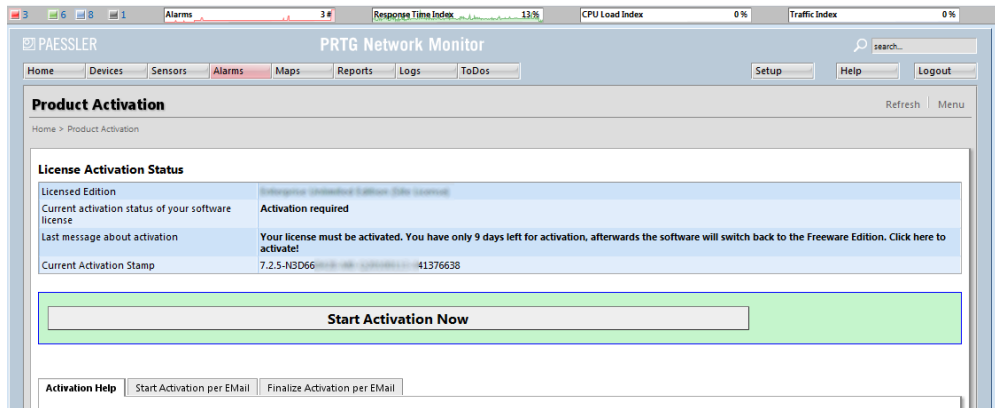 3 6 8 1 Alarms 3 # Response Time Index 13 % CPU Load Index 0 % Traffic Index 0 %
PAESSLER PRTG Network Monitor search...
Home Devices Sensors Alarms Maps Reports Logs ToDos Setup Help Logout
Product Activation Refresh Menu
Home > Product Activation
License Activation Status
Licensed Edition
Current activation status of your software Activation required
license
Last message about activation Your license must be activated. You have only 9 days left for activation, afterwards the software will switch back to the Freeware Edition. Click here to
activate!
Current Activation Stamp 7.2.5-N3D66 41376638
Start Activation Now
Activation Help Start Activation per EMail Finalize Activation per EMail